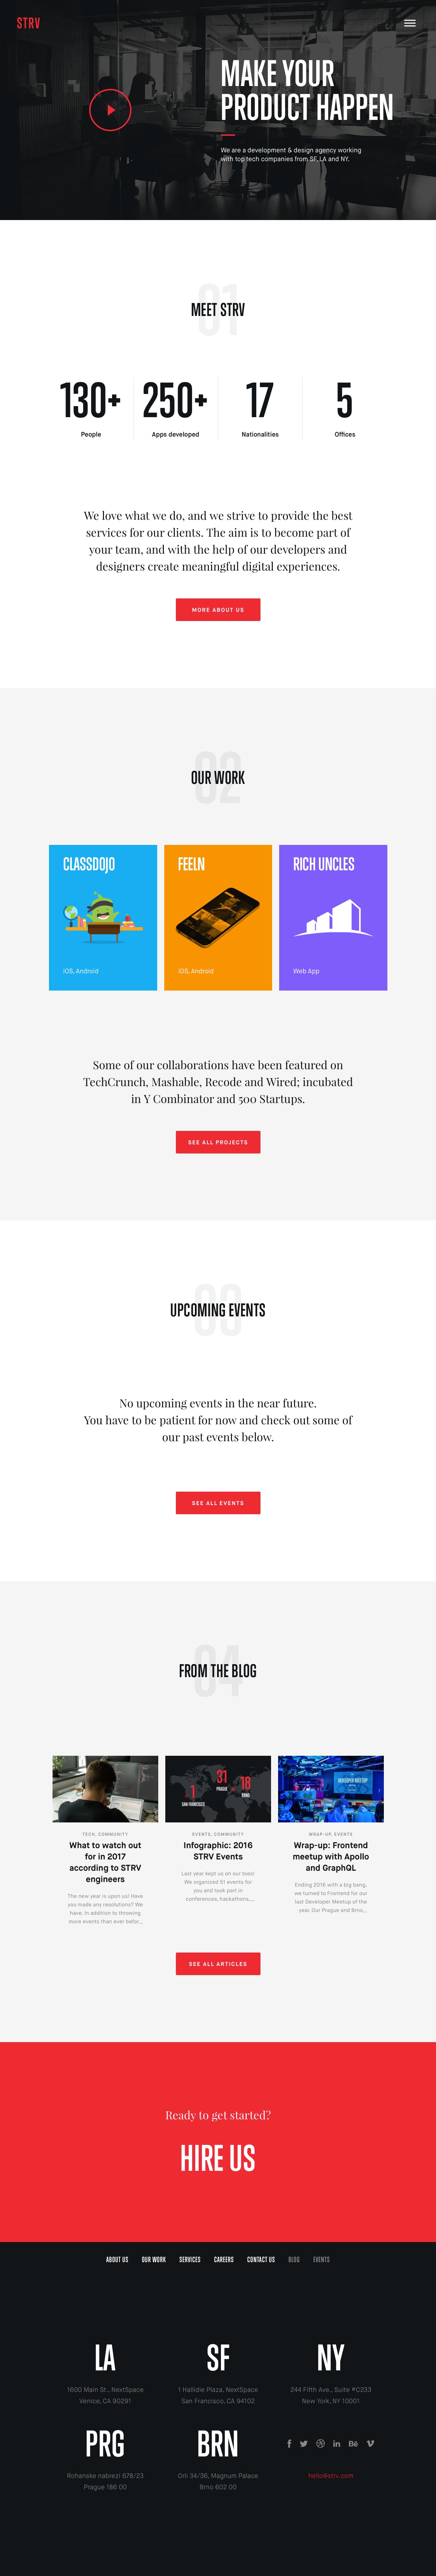 STRV
MAKE YOUR
PRODUCT HAPPEN
We are a development & design agency working
with top tech companies from SF, LA and NY.
01
MEET STRV
130+
People
250+
Apps developed
17
Nationalities
5
Offices
We love what we do, and we strive to provide the best
services for our clients. The aim is to become part of
your team, and with the help of our developers and
designers create meaningful digital experiences.
MORE ABOUT US
02
OUR WORK
CLASSDOJO
iOS, Android
FEELN
iOS, Android
RICH UNCLES
Web App
Some of our collaborations have been featured on
TechCrunch, Mashable, Recode and Wired; incubated
in Y Combinator and 500 Startups.
SEE ALL PROJECTS
03
UPCOMING EVENTS
No upcoming events in the near future.
You have to be patient for now and check out some of
our past events below.
SEE ALL EVENTS
04
FROM THE BLOG
TECH, COMMUNITY
What to watch out
for in 2017
according to STRV
engineers
The new year is upon us! Have
you made any resolutions? We
have. In addition to throwing
more events than ever befor...
1
SAN FRANCISCO
31
PRAGUE
18
BRNO
EVENTS, COMMUNITY
Infographic: 2016
STRV Events
Last year kept us on our toes!
We organized 51 events for
you and took part in
conferences, hackathons,...
DEVELOPER MEETUP
WRAP-UP, EVENTS
Wrap-up: Frontend
meetup with Apollo
and GraphQL
Ending 2016 with a big bang,
we turned to Frontend for our
last Developer Meetup of the
year. Our Prague and Brno...
SEE ALL ARTICLES
Ready to get started?
HIRE US
ABOUT US
OUR WORK
SERVICES
CAREERS
CONTACT US
BLOG
EVENTS
LA
1600 Main St., NextSpace
Venice, CA 90291
SF
1 Hallidie Plaza, NextSpace
San Francisco, CA 94102
NY
244 Fifth Ave., Suite #C233
New York, NY 10001
PRG
Rohanske nabrezi 678/23
Prague 186 00
BRN
Orli 34/36, Magnum Palace
Brno 602 00
hello@strv.com